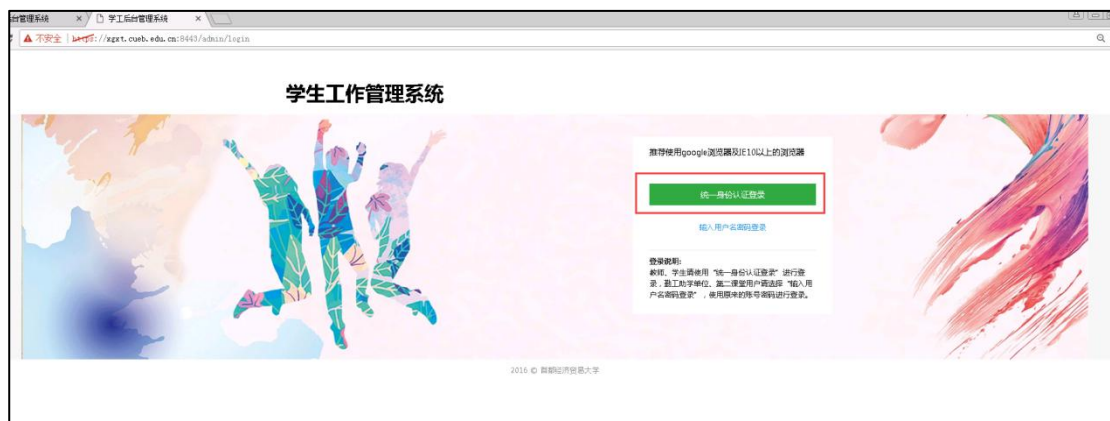 台管理系统
学工后台管理系统
不安全 | https://xgxt.cueb.edu.cn:8443/admin/login
学生工作管理系统
推荐使用google浏览器及IE10以上的浏览器
统一身份认证登录
输入用户名密码登录
登录说明:
教师、学生请使用“统一身份认证登录”进行登
录,勤工助学单位、第二课堂用户请选择“输入用
户名密码登录”,使用原来的账号密码进行登录。
2016 © 首都经济贸易大学